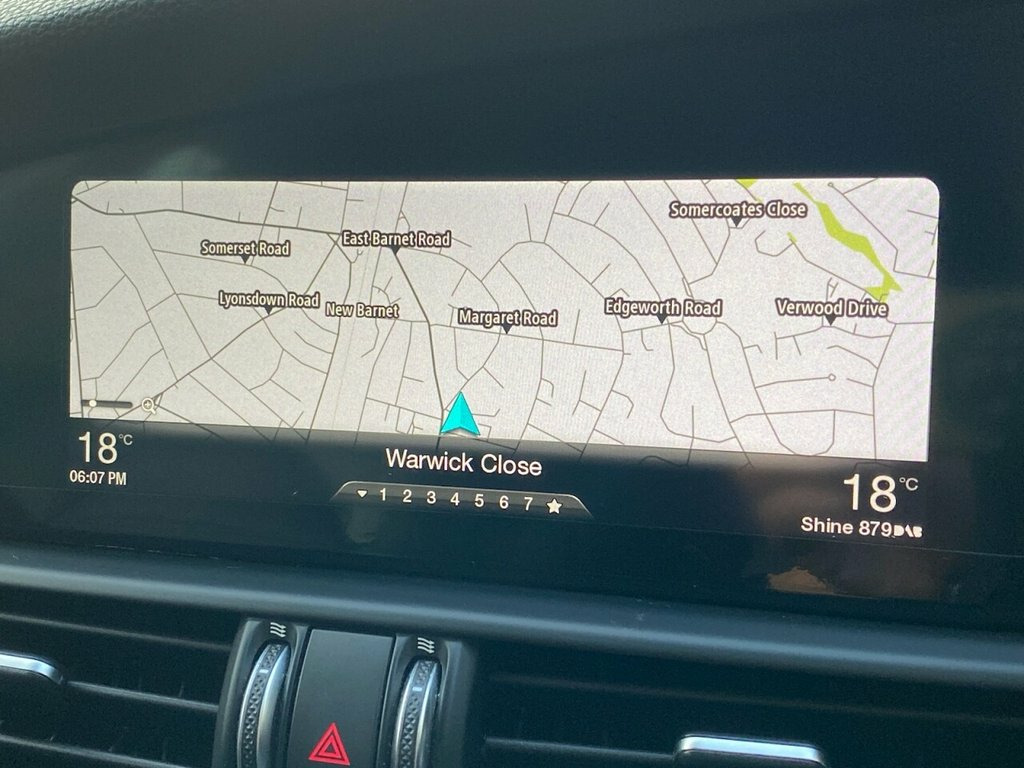 Somercoates Close
Somerset Road
East Barnet Road
Lyonsdown Road
New Barnet
Margaret Road
Edgeworth Road
Verwood Drive
18°C
06:07 PM
Warwick Close
1 2 3 4 5 6 7
18°C
Shine 879 DAB